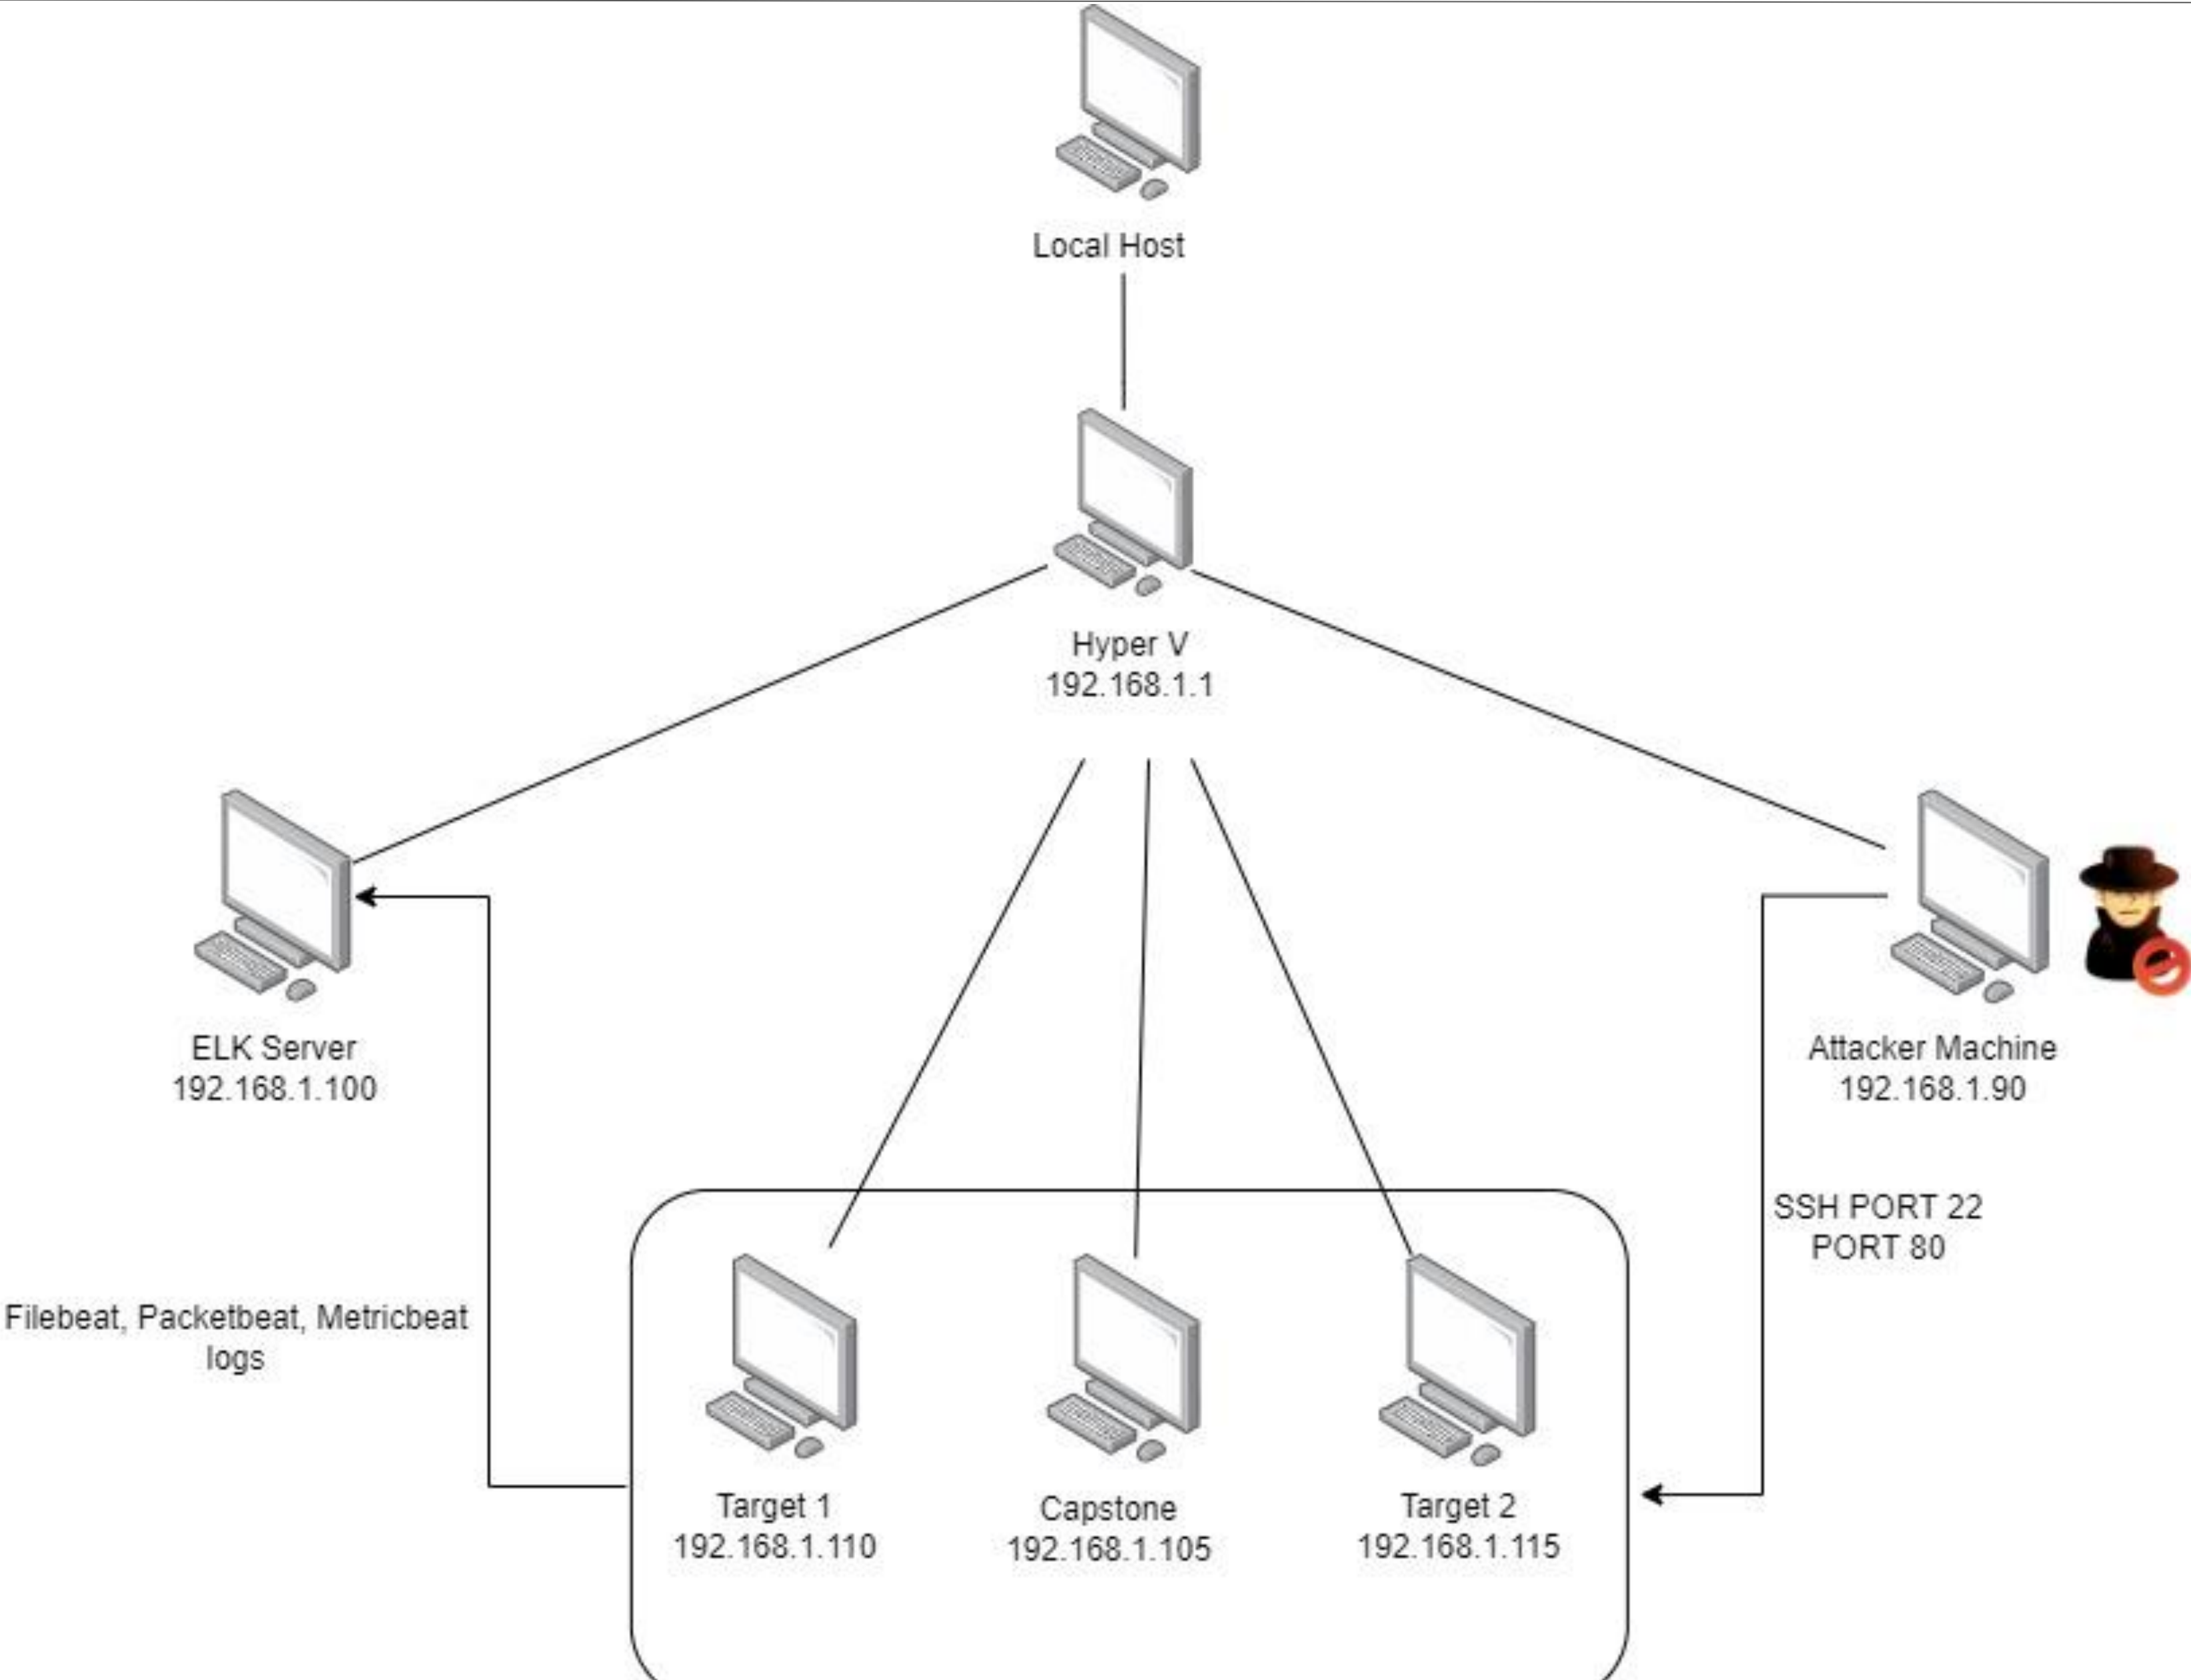 Local Host
Hyper V
192.168.1.1
ELK Server
192.168.1.100
Attacker Machine
192.168.1.90
SSH PORT 22
PORT 80
Filebeat, Packetbeat, Metricbeat
logs
Target 1
192.168.1.110
Capstone
192.168.1.105
Target 2
192.168.1.115